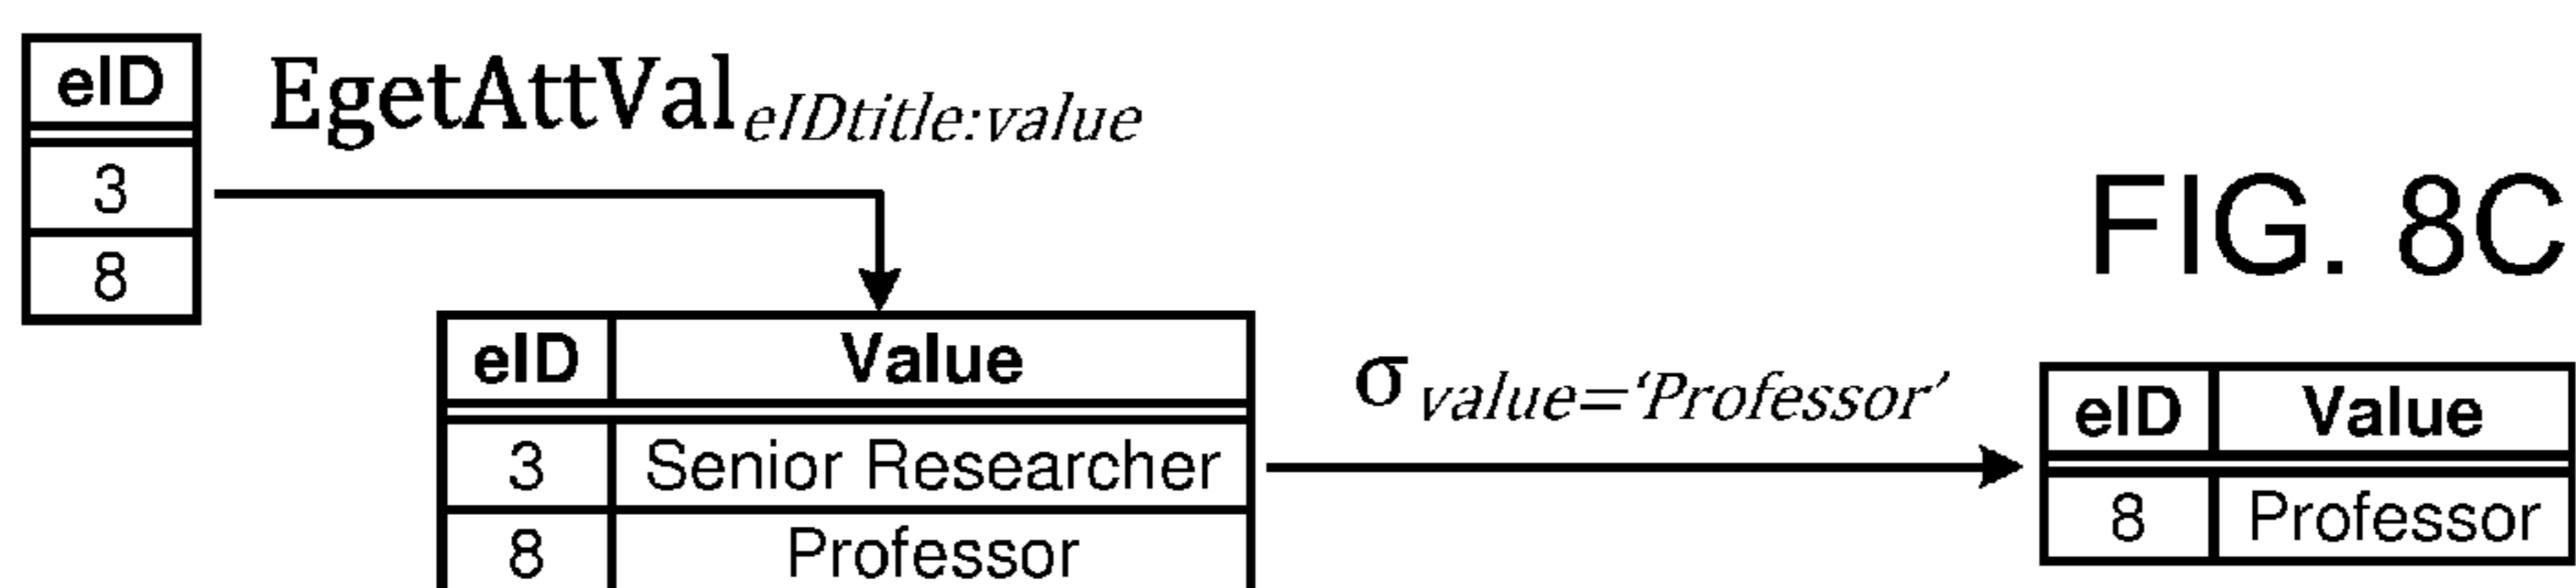 eID
3
8
EgetAttVal eIDtitle:value
FIG. 8C
eID Value
3 Senior Researcher
8 Professor
σ value='Professor'
eID Value
8 Professor